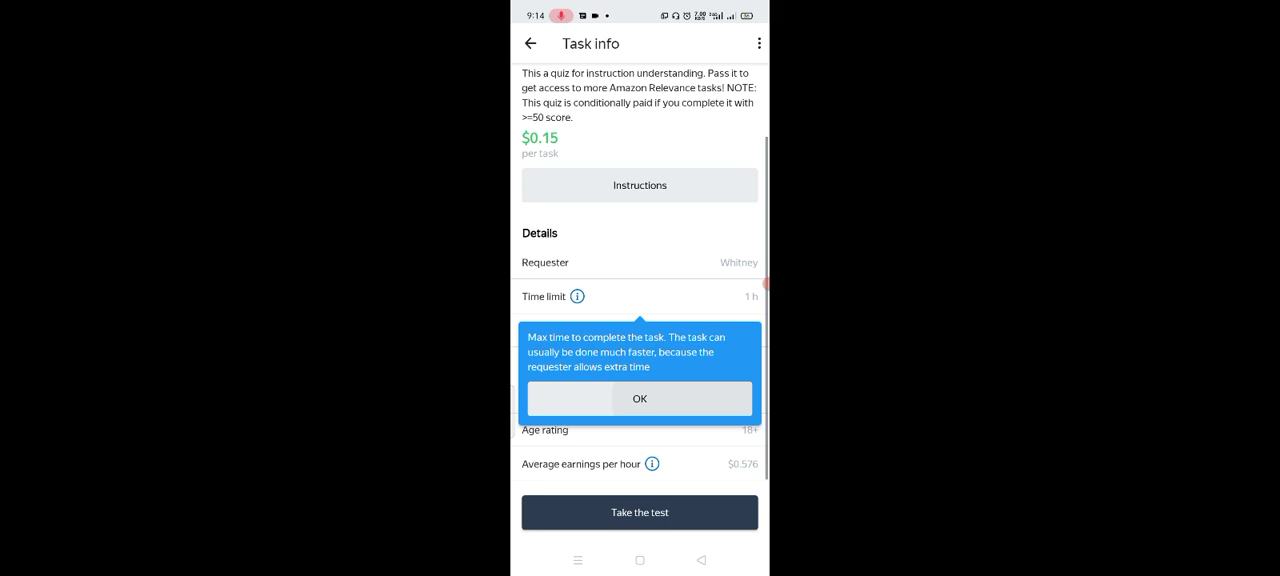 9:14
Task info
This a quiz for instruction understanding. Pass it to
get access to more Amazon Relevance tasks! NOTE:
This quiz is conditionally paid if you complete it with
>=50 score.
$0.15
per task
Instructions
Details
Requester Whitney
Time limit 1 h
Max time to complete the task. The task can
usually be done much faster, because the
requester allows extra time
OK
Age rating 18+
Average earnings per hour $0.576
Take the test